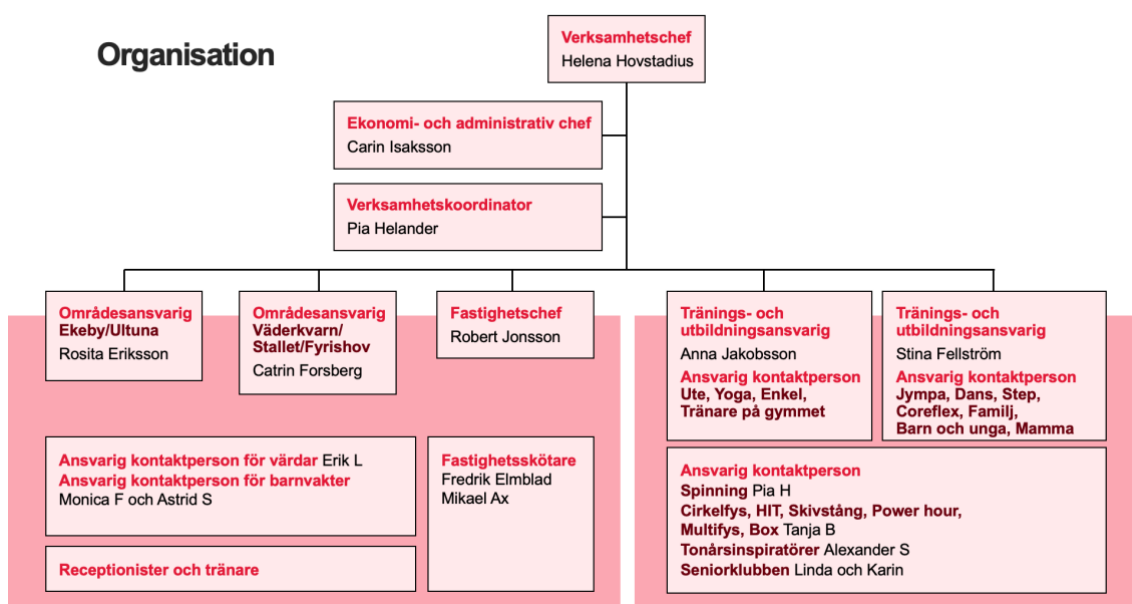 Organisation
Verksamhetschef
Helena Hovstadius
Ekonomi- och administrativ chef
Carin Isaksson
Verksamhetskoordinator
Pia Helander
Områdesansvarig
Ekeby/Ultuna
Rosita Eriksson
Områdesansvarig
Väderkvarn/
Stallet/Fyrishov
Catrin Forsberg
Fastighetschef
Robert Jonsson
Tränings- och
utbildningsansvarig
Anna Jakobsson
Ansvarig kontaktperson
Ute, Yoga, Enkel,
Tränare på gymmet
Tränings- och
utbildningsansvarig
Stina Fellström
Ansvarig kontaktperson
Jympa, Dans, Step,
Coreflex, Familj,
Barn och unga, Mamma
Ansvarig kontaktperson för värdar Erik L
Ansvarig kontaktperson för barnvakter
Monica F och Astrid S
Receptionister och tränare
Fastighetsskötare
Fredrik Elmblad
Mikael Ax
Ansvarig kontaktperson
Spinning Pia H
Cirkelfys, HIT, Skivstång, Power hour,
Multifys, Box Tanja B
Tonårsinspiratörer Alexander S
Seniorklubben Linda och Karin